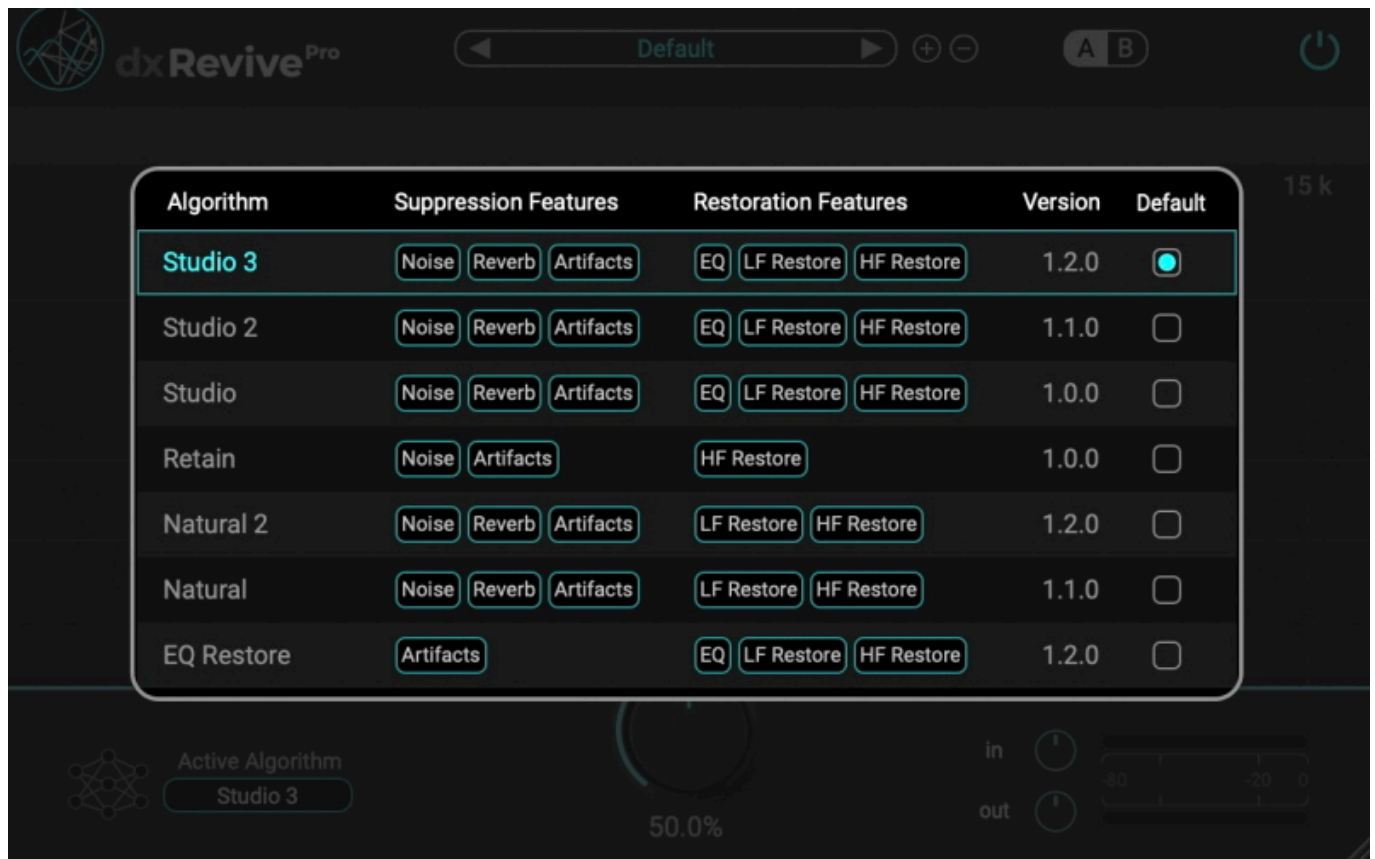 dxRevive Pro Default A B
15 k
Algorithm Suppression Features Restoration Features Version Default
Studio 3 Noise Reverb Artifacts EQ LF Restore HF Restore 1.2.0
Studio 2 Noise Reverb Artifacts EQ LF Restore HF Restore 1.1.0
Studio Noise Reverb Artifacts EQ LF Restore HF Restore 1.0.0
Retain Noise Artifacts HF Restore 1.0.0
Natural 2 Noise Reverb Artifacts LF Restore HF Restore 1.2.0
Natural Noise Reverb Artifacts LF Restore HF Restore 1.1.0
EQ Restore Artifacts EQ LF Restore HF Restore 1.2.0
Active Algorithm in
Studio 3 -80 -20 0
50.0% out